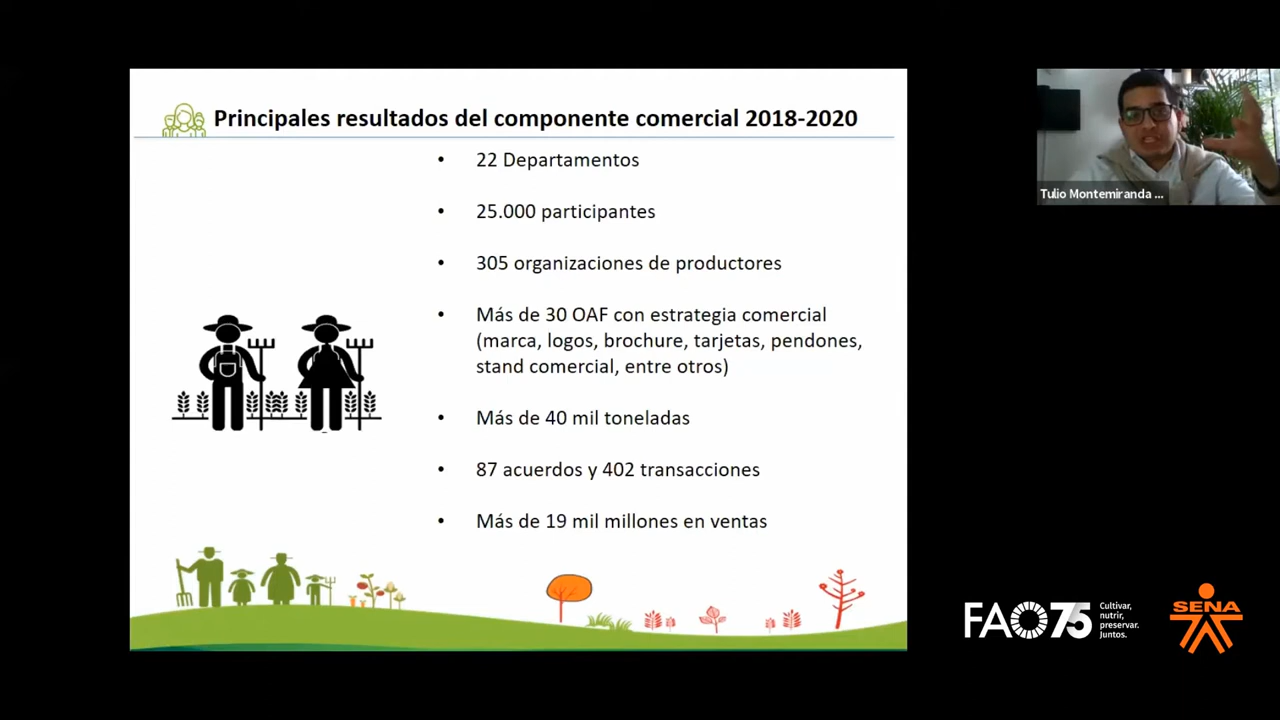 Principales resultados del componente comercial 2018-2020
• 22 Departamentos
• 25.000 participantes
• 305 organizaciones de productores
• Más de 30 OAF con estrategia comercial
(marca, logos, brochure, tarjetas, pendones,
stand comercial, entre otros)
• Más de 40 mil toneladas
• 87 acuerdos y 402 transacciones
• Más de 19 mil millones en ventas
Tulio Montemiranda ...
FAO75
Cultivar,
nutrir,
preservar.
Juntos.
SENA